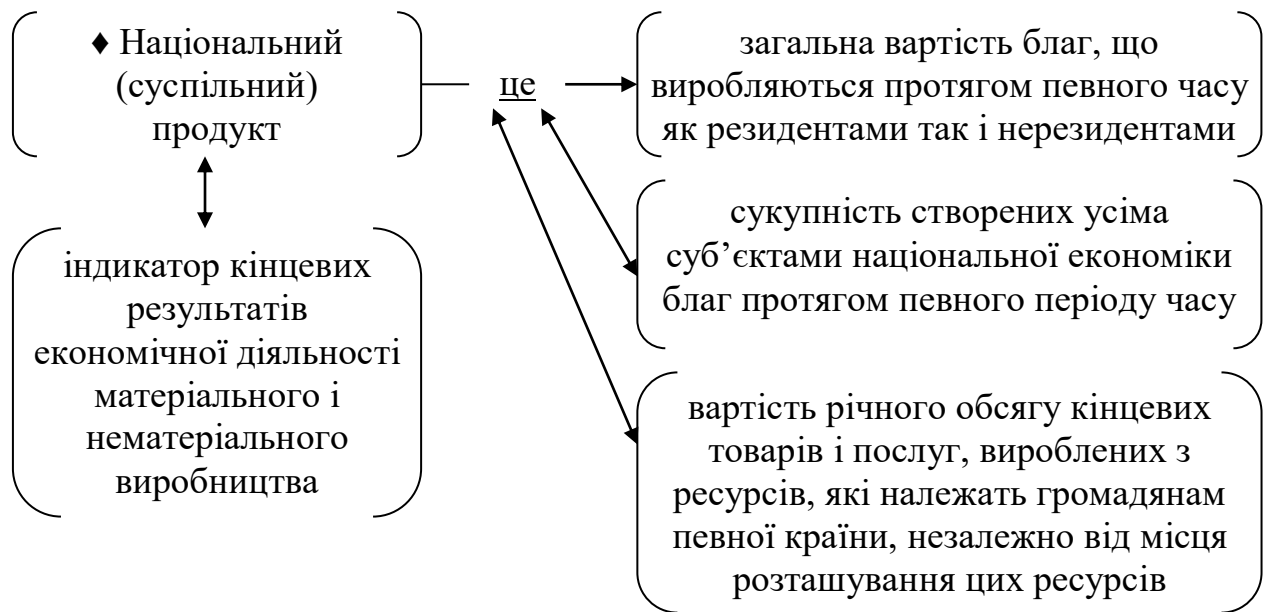 ♦ Національний
(суспільний)
продукт
це
загальна вартість благ, що
виробляються протягом певного часу
як резидентами так і нерезидентами
сукупність створених усіма
суб’єктами національної економіки
благ протягом певного періоду часу
індикатор кінцевих
результатів
економічної діяльності
матеріального і
нематеріального
виробництва
вартість річного обсягу кінцевих
товарів і послуг, вироблених з
ресурсів, які належать громадянам
певної країни, незалежно від місця
розташування цих ресурсів